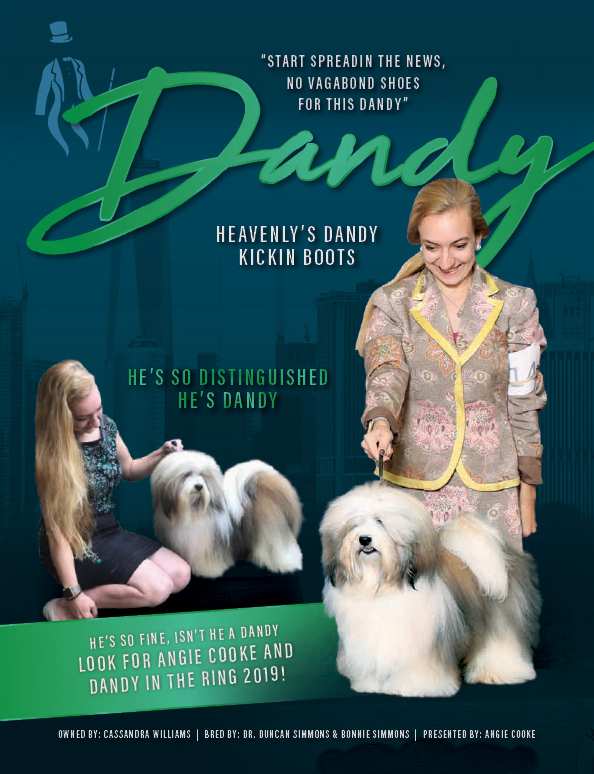 "START SPREADIN THE NEWS,
NO VAGABOND SHOES
FOR THIS DANDY"
Dandy
HEAVENLY'S DANDY
KICKIN BOOTS
HE'S SO DISTINGUISHED
HE'S DANDY
HE'S SO FINE, ISN'T HE A DANDY
LOOK FOR ANGIE COOKE AND
DANDY IN THE RING 2019!
OWNED BY: CASSANDRA WILLIAMS | BRED BY: DR. DUNCAN SIMMONS & BONNIE SIMMONS | PRESENTED BY: ANGIE COOKE